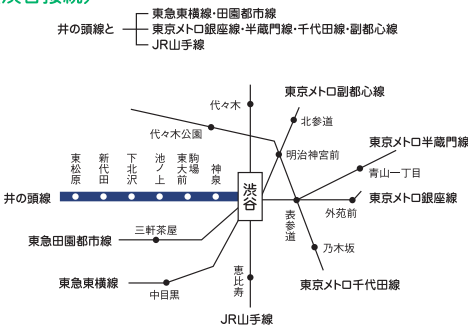 井の頭線と
東急東横線・田園都市線
東京メトロ銀座線・半蔵門線・千代田線・副都心線
JR山手線
代々木
東京メトロ副都心線
北参道
代々木公園
東京メトロ半蔵門線
明治神宮前
青山一丁目
東松原
新代田
下北沢
池ノ上
駒場東大前
神泉
渋谷
井の頭線
東京メトロ銀座線
外苑前
表参道
三軒茶屋
東急田園都市線
乃木坂
恵比寿
東急東横線
中目黒
東京メトロ千代田線
JR山手線